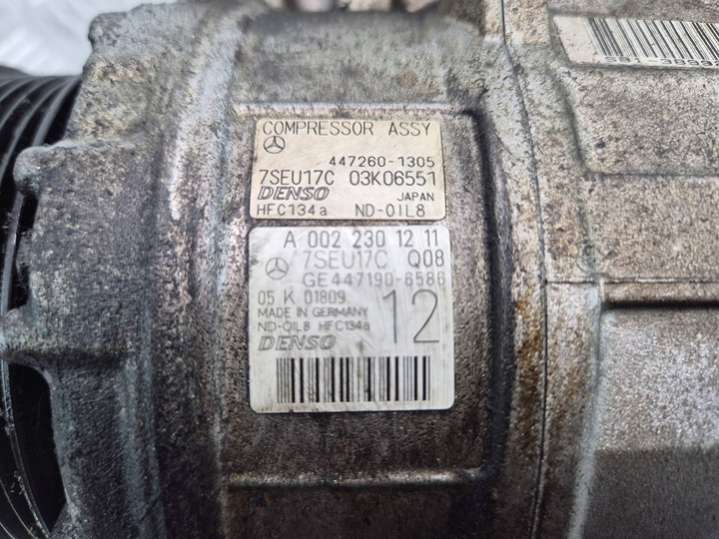 COMPRESSOR ASSY
447260-1305
7SEU17C 03K06551
DENSO JAPAN
HFC134a ND-OIL8
A 002 230 12 11
7SEU17C Q08
GE447190-6586
05 K 01809
MADE IN GERMANY
ND-OIL8 HFC134a
12
DENSO